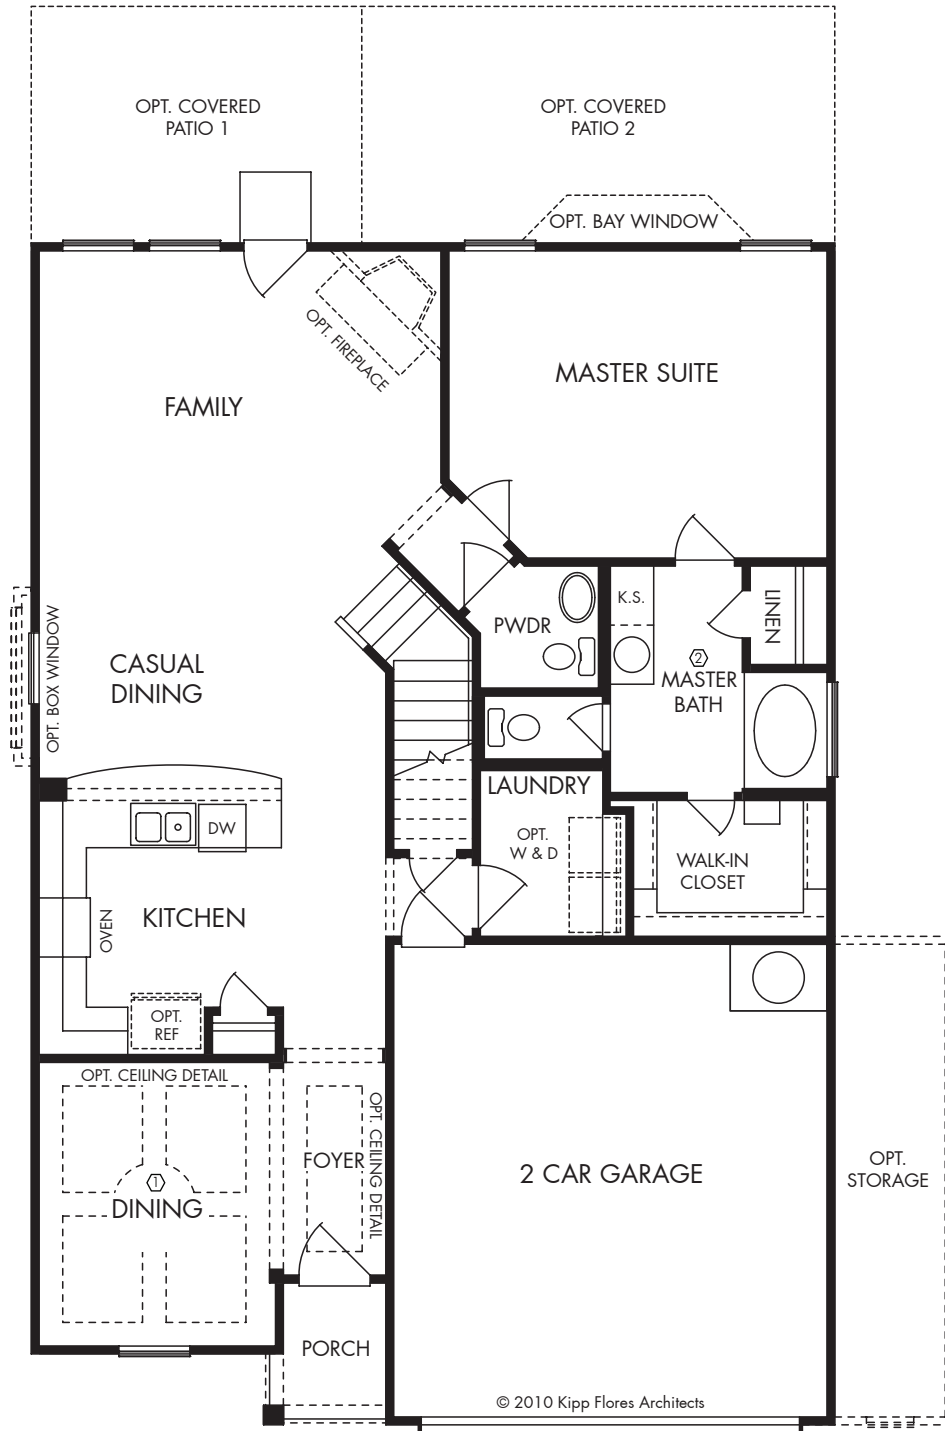 OPT. COVERED
PATIO 1
OPT. COVERED
PATIO 2
OPT. BAY WINDOW
OPT. FIREPLACE
MASTER SUITE
FAMILY
K.S.
LINEN
PWDR
OPT. BOX WINDOW
CASUAL
DINING
2
MASTER
BATH
LAUNDRY
DW
OPT.
W & D
WALK-IN
CLOSET
KITCHEN
OVEN
OPT.
REF
OPT. CEILING DETAIL
OPT. CEILING DETAIL
FOYER
1
DINING
2 CAR GARAGE
OPT.
STORAGE
PORCH
© 2010 Kipp Flores Architects